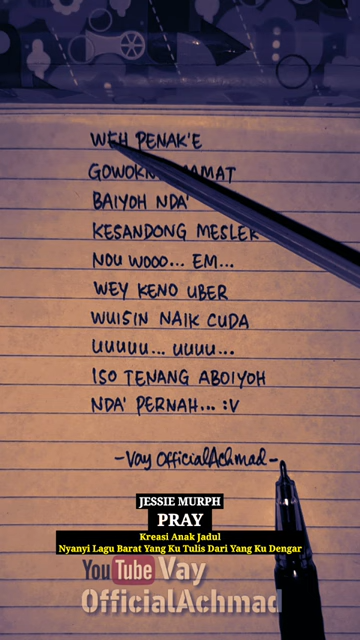 WEH PENAK'E
GOWOKN
BAIYOH NDA'
KESANDONG MESLEK
NOU WOOO... EM...
WEY KENO UBER
WUISIN NAIK CUDA
UUUUU... UUUU...
ISO TENANG ABOIYOH
NDA' PERNAH... :V
-Vay OfficialAchmad-
JESSIE MURPH
PRAY
Kreasi Anak Jadul
Nyanyi Lagu Barat Yang Ku Tulis Dari Yang Ku Dengar
YouTube Vay
OfficialAchmad